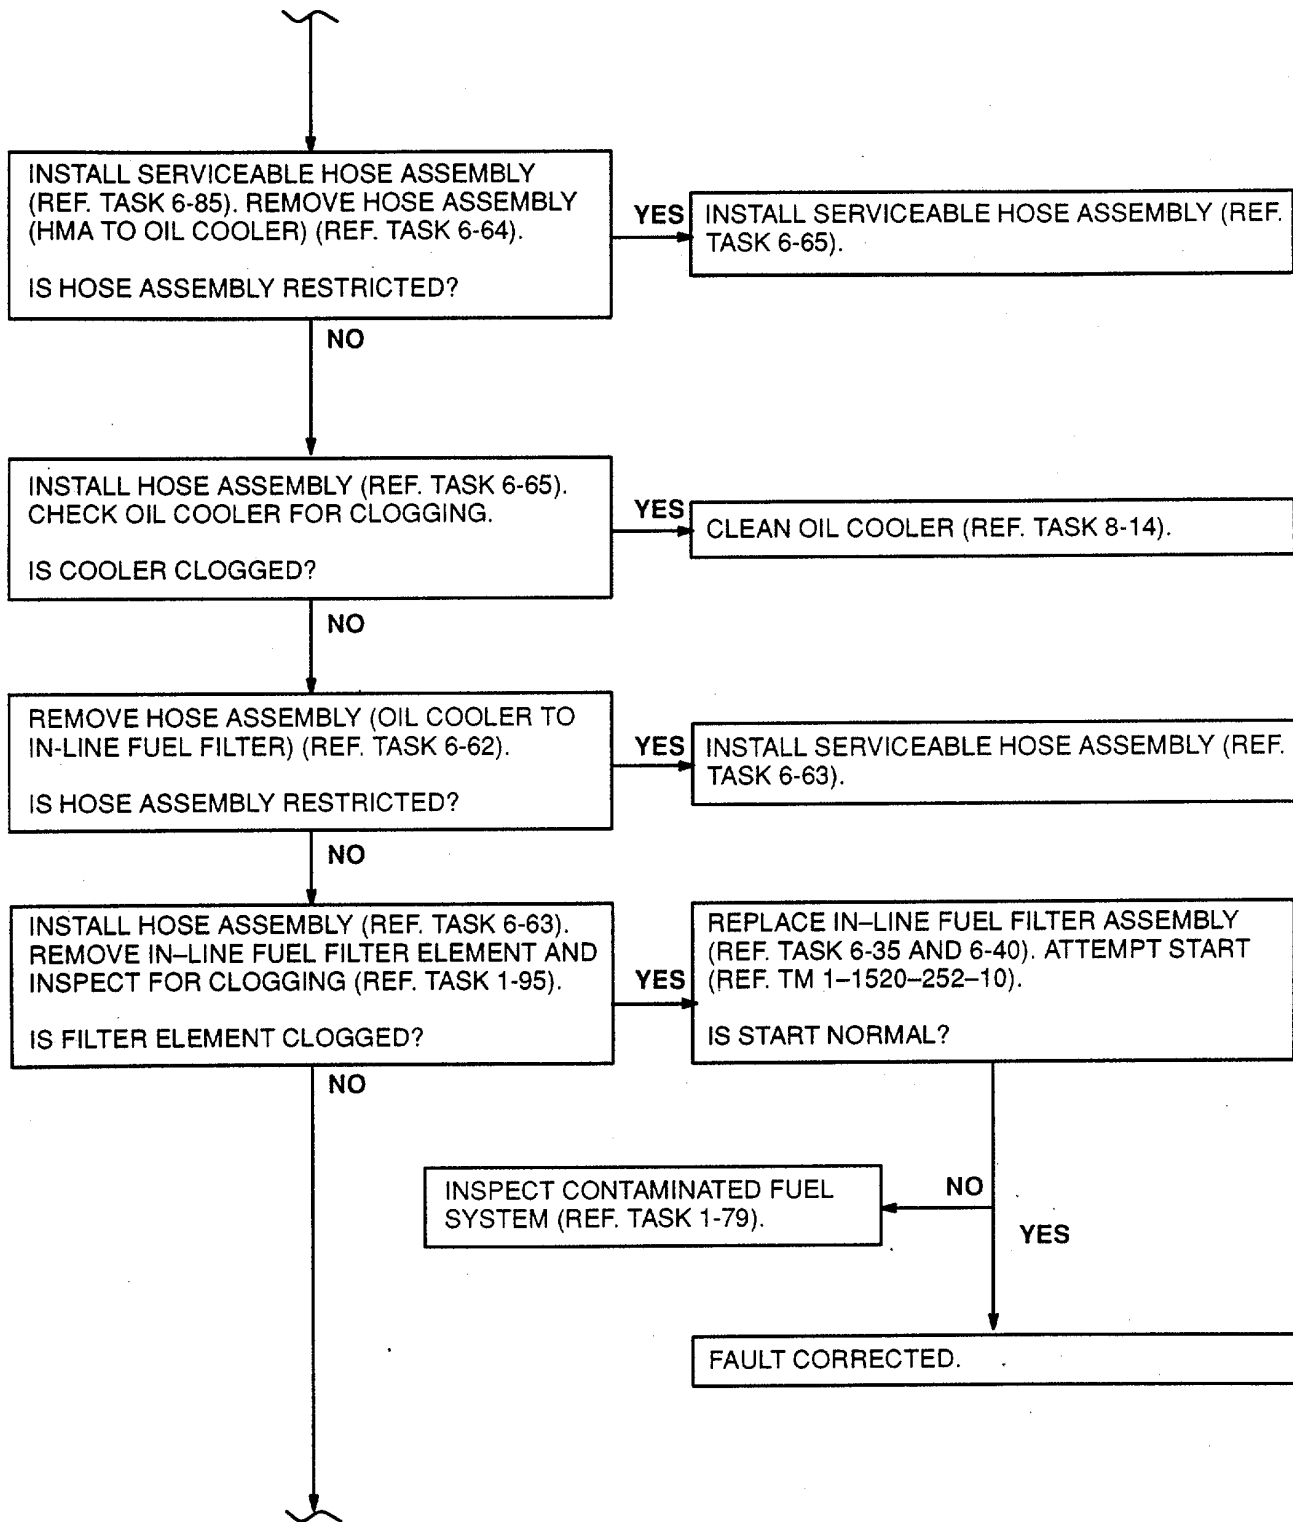 INSTALL SERVICEABLE HOSE ASSEMBLY
(REF. TASK 6-85). REMOVE HOSE ASSEMBLY
(HMA TO OIL COOLER) (REF. TASK 6-64).
IS HOSE ASSEMBLY RESTRICTED?
YES
INSTALL SERVICEABLE HOSE ASSEMBLY (REF.
TASK 6-65).
NO
INSTALL HOSE ASSEMBLY (REF. TASK 6-65).
CHECK OIL COOLER FOR CLOGGING.
IS COOLER CLOGGED?
YES
CLEAN OIL COOLER (REF. TASK 8-14).
NO
REMOVE HOSE ASSEMBLY (OIL COOLER TO
IN-LINE FUEL FILTER) (REF. TASK 6-62).
IS HOSE ASSEMBLY RESTRICTED?
YES
INSTALL SERVICEABLE HOSE ASSEMBLY (REF.
TASK 6-63).
NO
INSTALL HOSE ASSEMBLY (REF. TASK 6-63).
REMOVE IN–LINE FUEL FILTER ELEMENT AND
INSPECT FOR CLOGGING (REF. TASK 1-95).
IS FILTER ELEMENT CLOGGED?
YES
REPLACE IN–LINE FUEL FILTER ASSEMBLY
(REF. TASK 6-35 AND 6-40). ATTEMPT START
(REF. TM 1–1520–252–10).
IS START NORMAL?
NO
INSPECT CONTAMINATED FUEL
SYSTEM (REF. TASK 1-79).
NO
YES
FAULT CORRECTED.